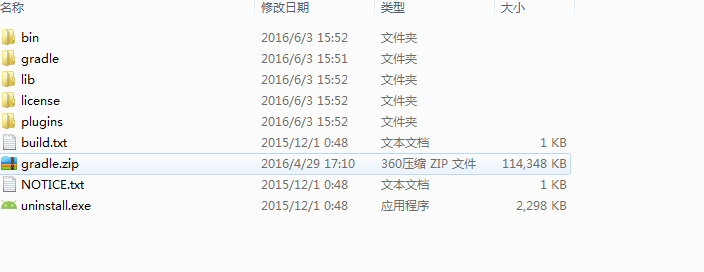 名称 修改日期 类型 大小
bin 2016/6/3 15:52 文件夹
gradle 2016/6/3 15:51 文件夹
lib 2016/6/3 15:52 文件夹
license 2016/6/3 15:52 文件夹
plugins 2016/6/3 15:52 文件夹
build.txt 2015/12/1 0:48 文本文档 1 KB
gradle.zip 2016/4/29 17:10 360压缩 ZIP 文件 114,348 KB
NOTICE.txt 2015/12/1 0:48 文本文档 1 KB
uninstall.exe 2015/12/1 0:48 应用程序 2,298 KB